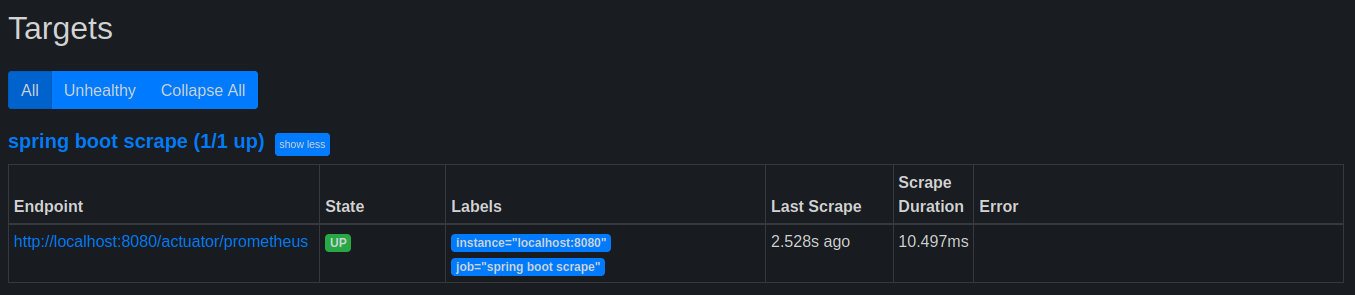 Targets
All Unhealthy Collapse All
spring boot scrape (1/1 up) show less
Endpoint State Labels Last Scrape Scrape Duration Error
http://localhost:8080/actuator/prometheus UP instance="localhost:8080" 2.528s ago 10.497ms
job="spring boot scrape"